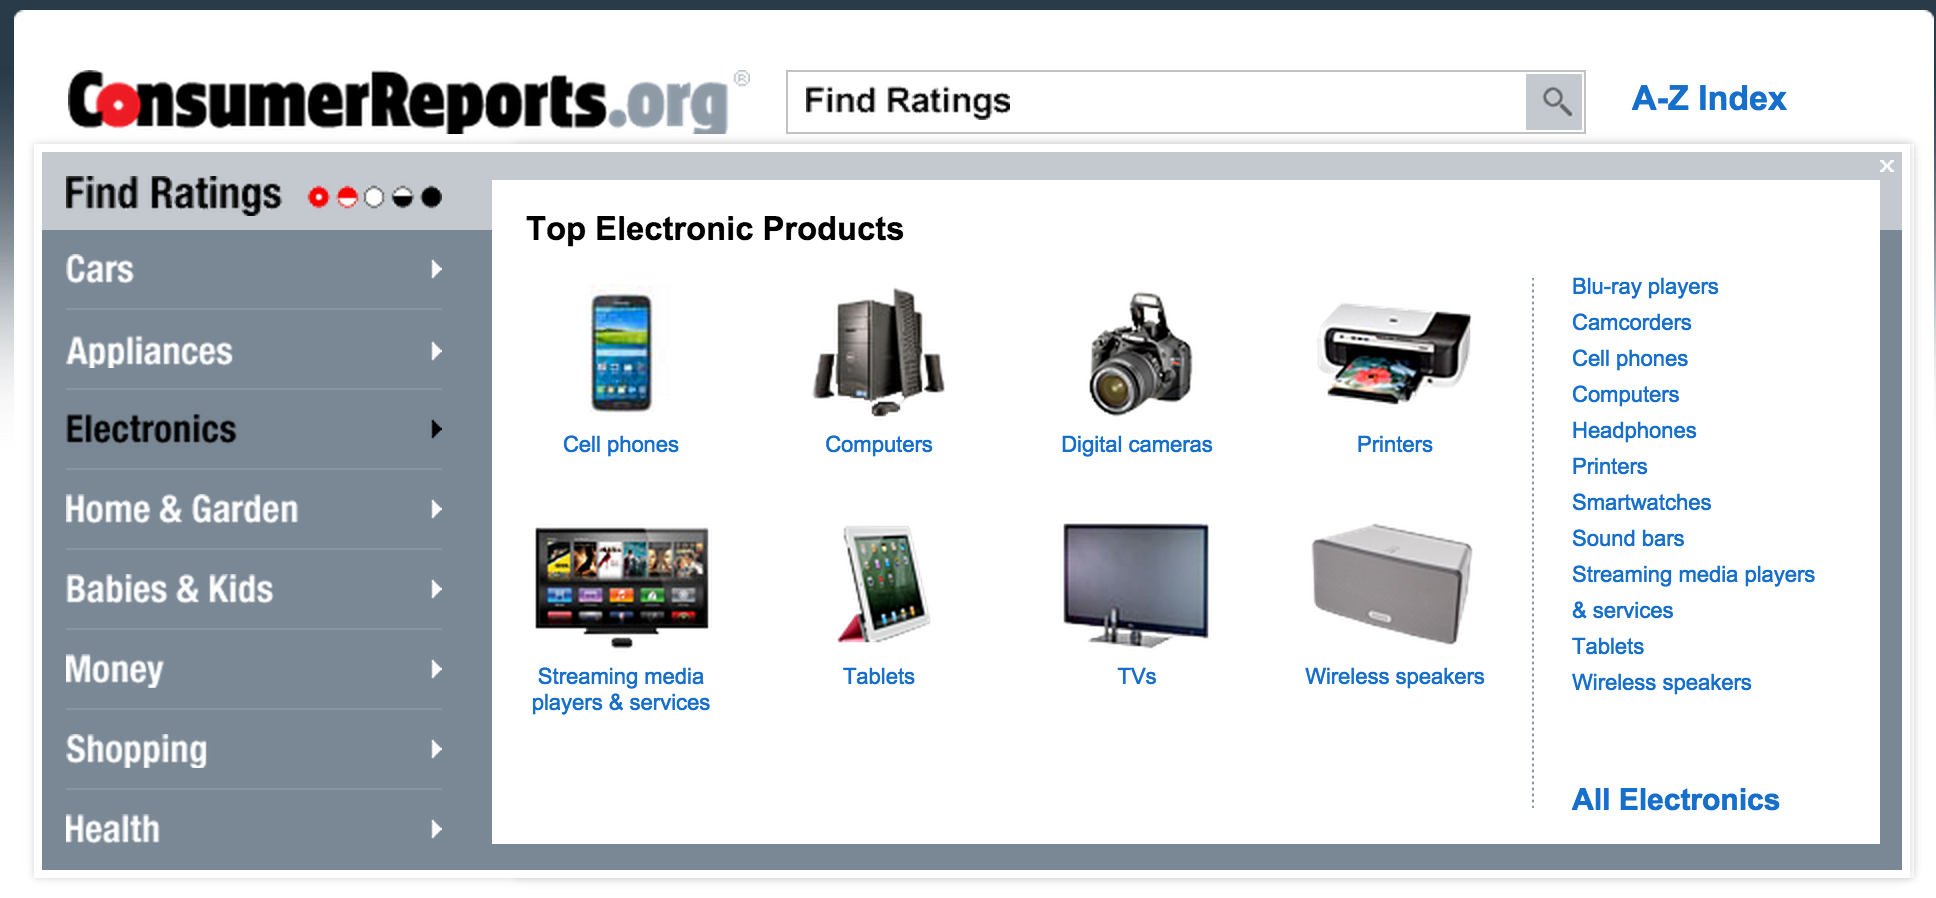 ConsumerReports.org®
Find Ratings
A-Z Index
Find Ratings
Cars
Appliances
Electronics
Home & Garden
Babies & Kids
Money
Shopping
Health
Top Electronic Products
Cell phones
Computers
Digital cameras
Printers
Streaming media
players & services
Tablets
TVs
Wireless speakers
Blu-ray players
Camcorders
Cell phones
Computers
Headphones
Printers
Smartwatches
Sound bars
Streaming media players
& services
Tablets
Wireless speakers
All Electronics